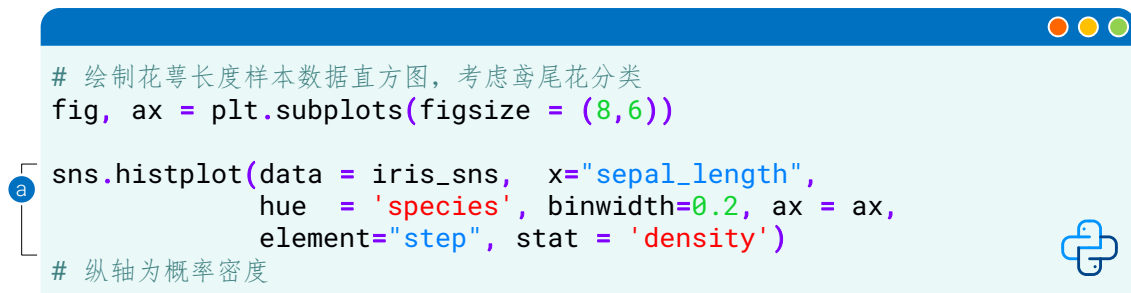 # 绘制花萼长度样本数据直方图，考虑鸢尾花分类
fig, ax = plt.subplots(figsize = (8,6))
a
sns.histplot(data = iris_sns,  x="sepal_length",
             hue  = 'species', binwidth=0.2, ax = ax,
             element="step", stat = 'density')
# 纵轴为概率密度